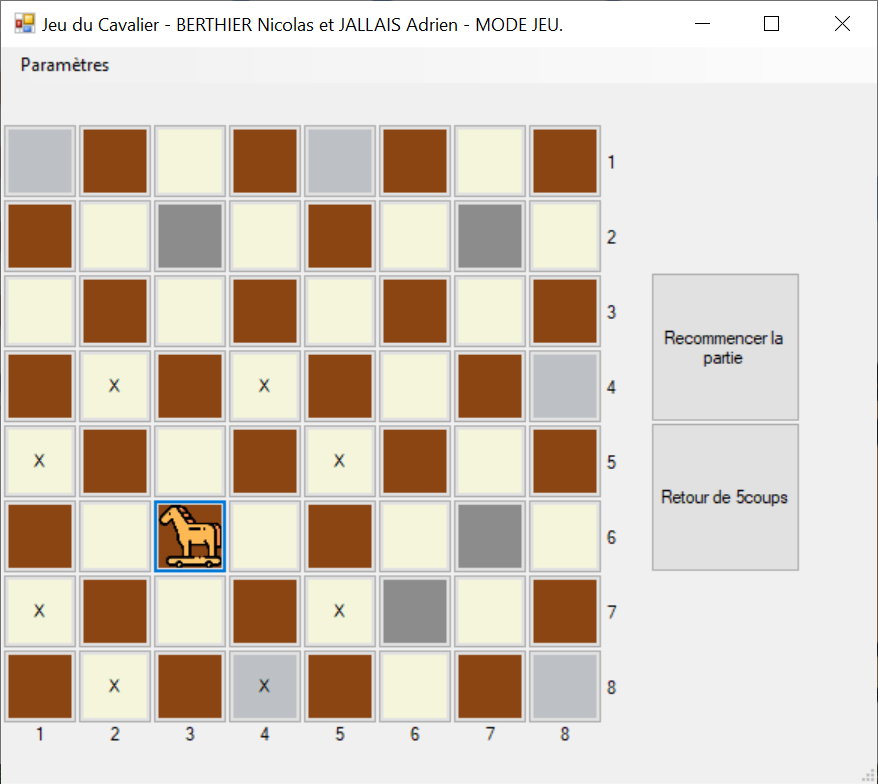 Jeu du Cavalier - BERTHIER Nicolas et JALLAIS Adrien - MODE JEU.
Paramètres
1
2
3
X X 4
X X 5
6
X X 7
X X 8
1 2 3 4 5 6 7 8
Recommencer la
partie
Retour de 5coups